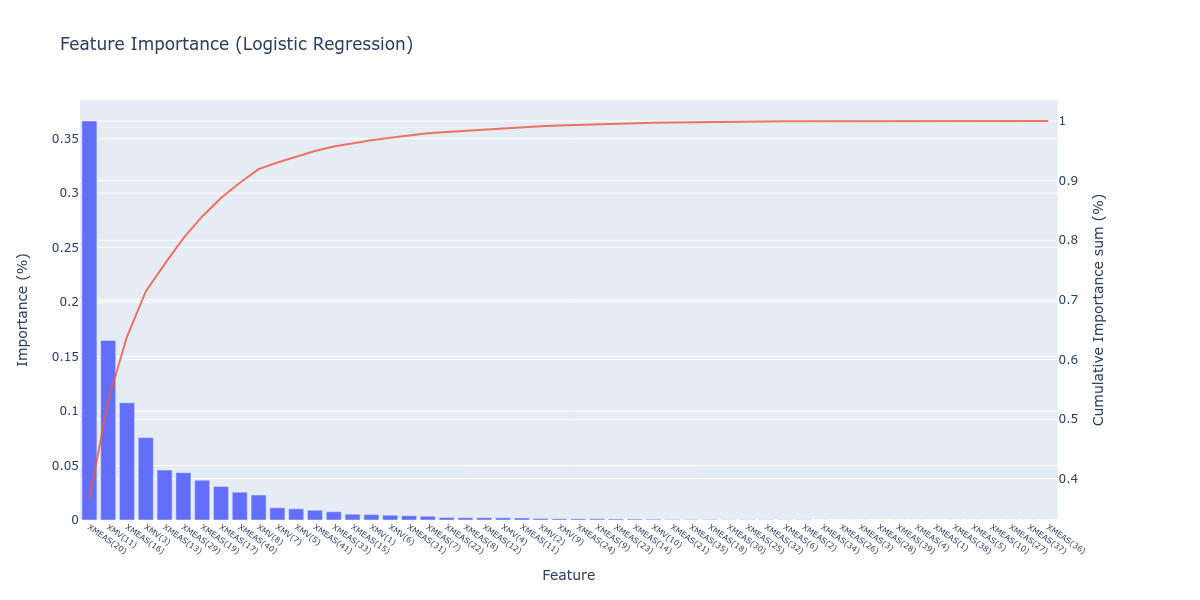 Feature Importance (Logistic Regression)
0.35
0.3
0.25
0.2
0.15
0.1
0.05
0
Importance (%)
1
0.9
0.8
0.7
0.6
0.5
0.4
Cumulative Importance sum (%)
XMEAS(20)
XMV(11)
XMEAS(16)
XMV(3)
XMEAS(13)
XMEAS(29)
XMEAS(19)
XMEAS(17)
XMEAS(40)
XMV(8)
XMV(7)
XMV(5)
XMEAS(41)
XMEAS(33)
XMEAS(15)
XMV(1)
XMV(6)
XMEAS(31)
XMEAS(7)
XMEAS(22)
XMEAS(8)
XMEAS(12)
XMV(4)
XMEAS(11)
XMV(2)
XMV(9)
XMEAS(24)
XMEAS(9)
XMEAS(23)
XMEAS(14)
XMV(10)
XMEAS(21)
XMEAS(35)
XMEAS(18)
XMEAS(30)
XMEAS(25)
XMEAS(32)
XMEAS(6)
XMEAS(2)
XMEAS(34)
XMEAS(26)
XMEAS(3)
XMEAS(28)
XMEAS(39)
XMEAS(4)
XMEAS(1)
XMEAS(38)
XMEAS(5)
XMEAS(10)
XMEAS(27)
XMEAS(37)
XMEAS(36)
Feature